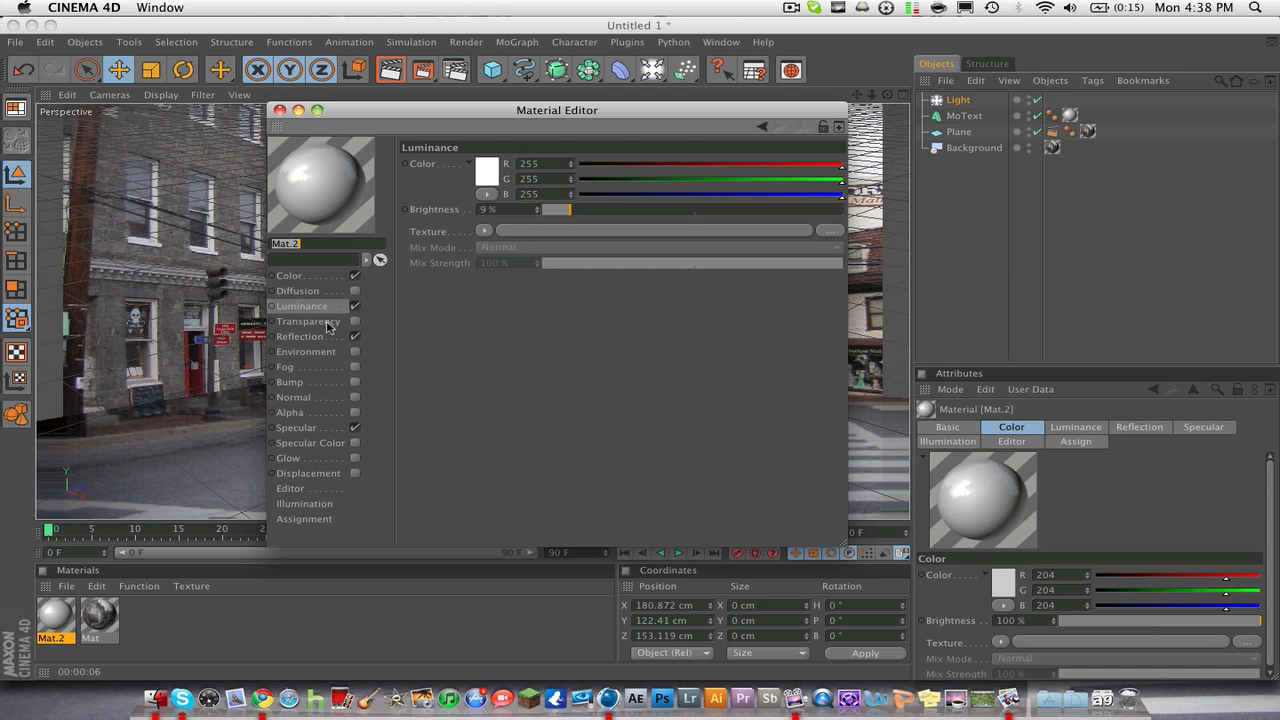 CINEMA 4D Window (0:15) Mon 4:38 PM
Untitled 1 *
File Edit Objects Tools Selection Structure Functions Animation Simulation Render MoGraph Character Plugins Python Window Help
Objects Structure
File Edit View Objects Tags Bookmarks
Edit Cameras Display Filter View
Perspective
Material Editor
Light
MoText
Plane
Background
Luminance
Color R 255
G 255
B 255
Brightness 9 %
Texture
Mix Mode Normal
Mix Strength 100 %
Mat.2
Color
Diffusion
Luminance
Transparency
Reflection
Environment
Fog
Bump
Normal
Alpha
Specular
Specular Color
Glow
Displacement
Editor
Illumination
Assignment
Attributes
Mode Edit User Data
Material [Mat.2]
Basic Color Luminance Reflection Specular
Illumination Editor Assign
Color
Color R 204
G 204
B 204
Brightness 100 %
Texture
Mix Mode Normal
Mix Strength 100 %
Y
0 5 10 15 20
0 F 0 F 90 F 90 F 0 F
Materials
File Edit Function Texture
Mat.2 Mat
Coordinates
Position Size Rotation
X 180.872 cm X 0 cm H 0 °
Y 122.41 cm Y 0 cm P 0 °
Z 153.119 cm Z 0 cm B 0 °
Object (Rel) Size Apply
MAXON
CINEMA 4D
00:00:06
Ae Ps Lr Ai Pr Sb